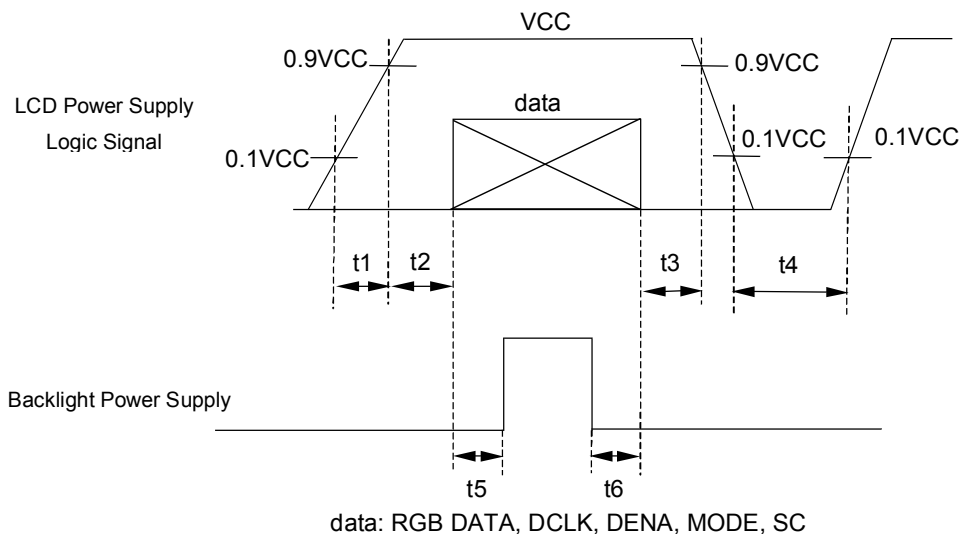 VCC
0.9VCC
0.9VCC
LCD Power Supply
Logic Signal
data
0.1VCC
0.1VCC
0.1VCC
t1
t2
t3
t4
Backlight Power Supply
t5
t6
data: RGB DATA, DCLK, DENA, MODE, SC